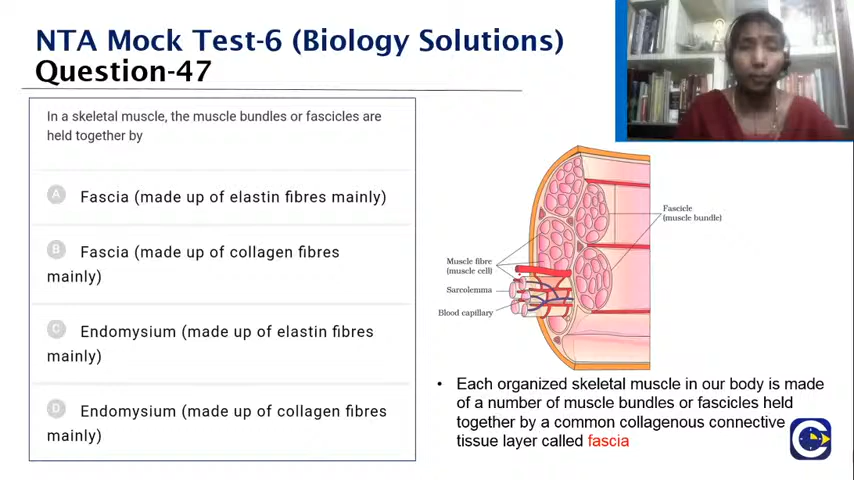 NTA Mock Test-6 (Biology Solutions)
Question-47
In a skeletal muscle, the muscle bundles or fascicles are
held together by
A Fascia (made up of elastin fibres mainly)
B Fascia (made up of collagen fibres
mainly)
C Endomysium (made up of elastin fibres
mainly)
D Endomysium (made up of collagen fibres
mainly)
Fascicle
(muscle bundle)
Muscle fibre
(muscle cell)
Sarcolemma
Blood capillary
• Each organized skeletal muscle in our body is made
of a number of muscle bundles or fascicles held
together by a common collagenous connective
tissue layer called fascia